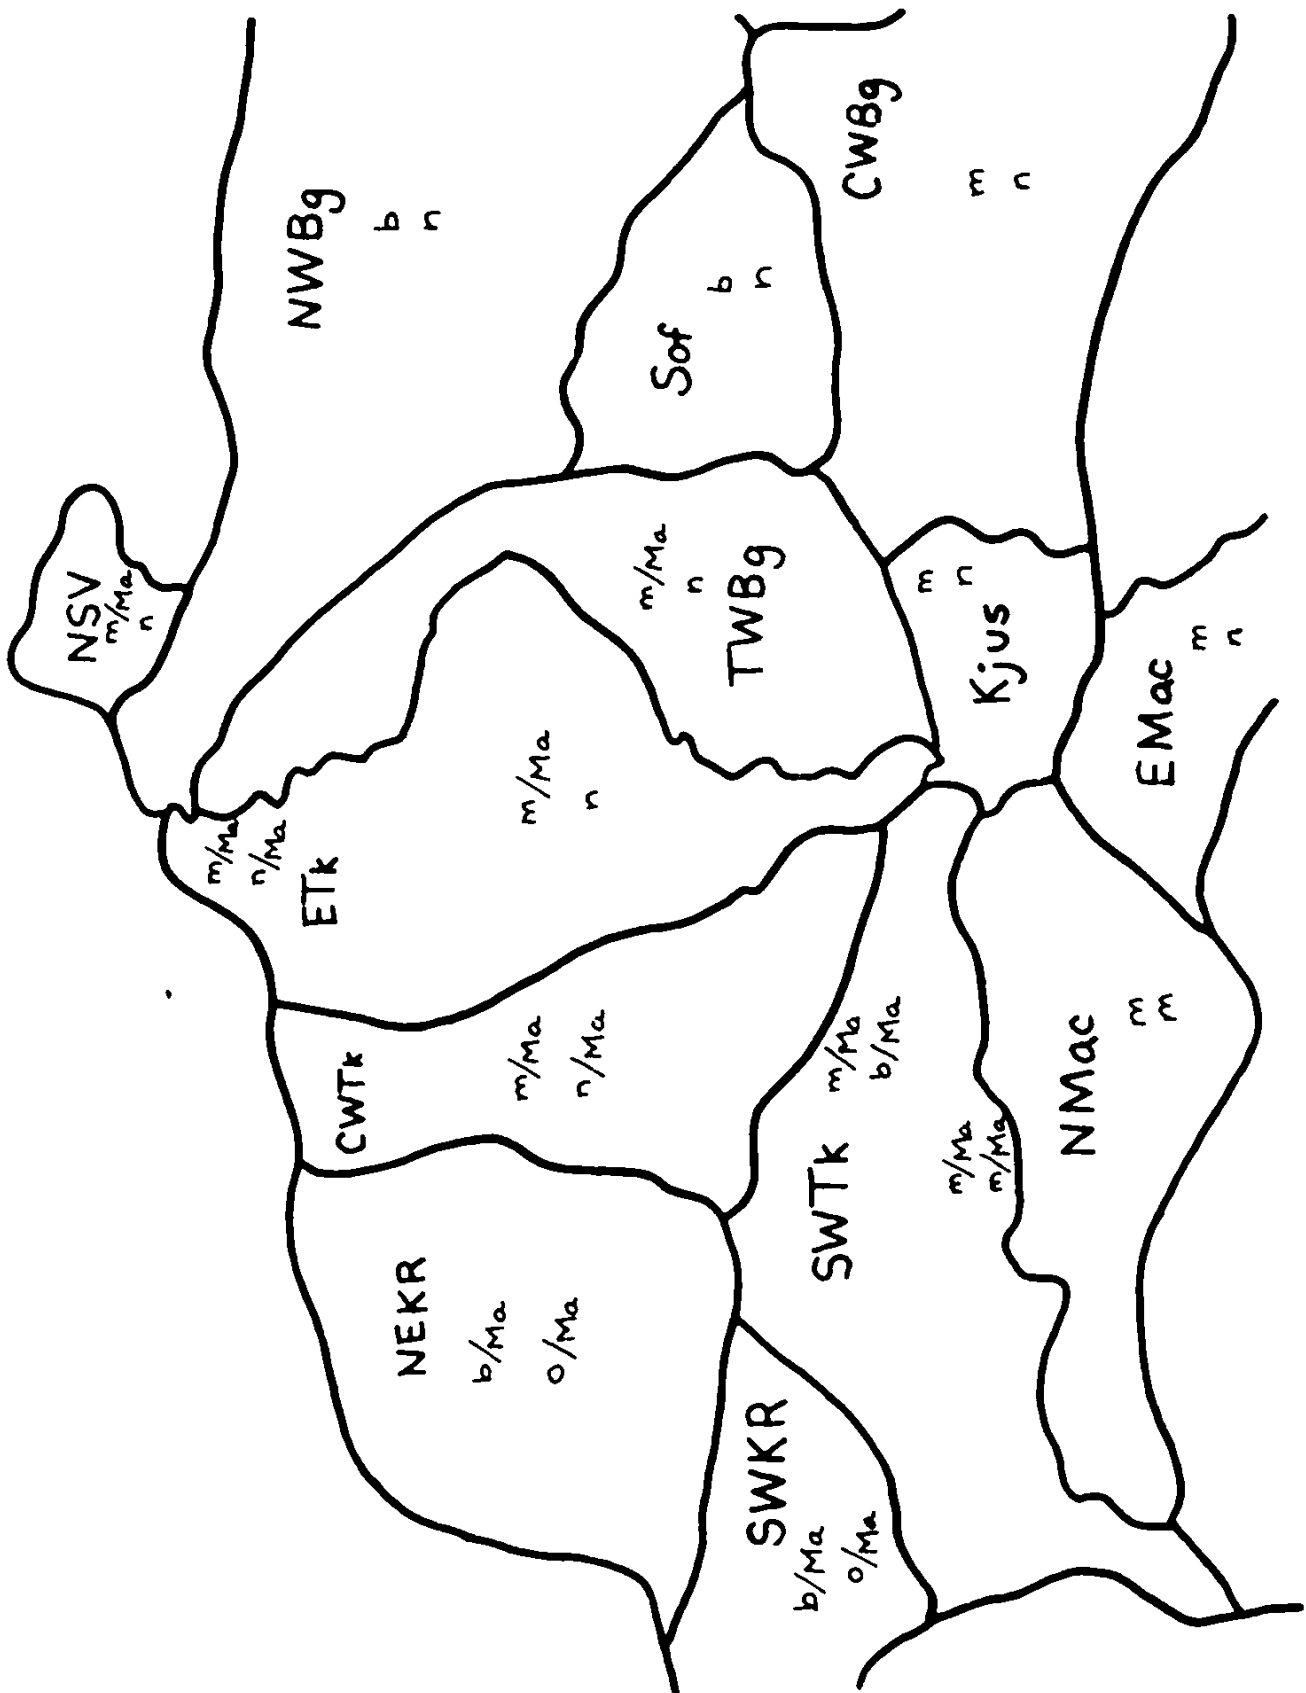 NSV
m/Ma
n
NWBg
b
n
m/Ma
n/Ma
ETk
m/Ma
n
CWTk
m/Ma
n/Ma
NEKR
b/Ma
o/Ma
Sof
b
n
m/Ma
n
TWBg
SWKR
b/Ma
o/Ma
SWTk
m/Ma
b/Ma
m/Ma
m/Ma
CWBg
m
n
m
n
Kjus
NMac
m
m
EMac
m
n